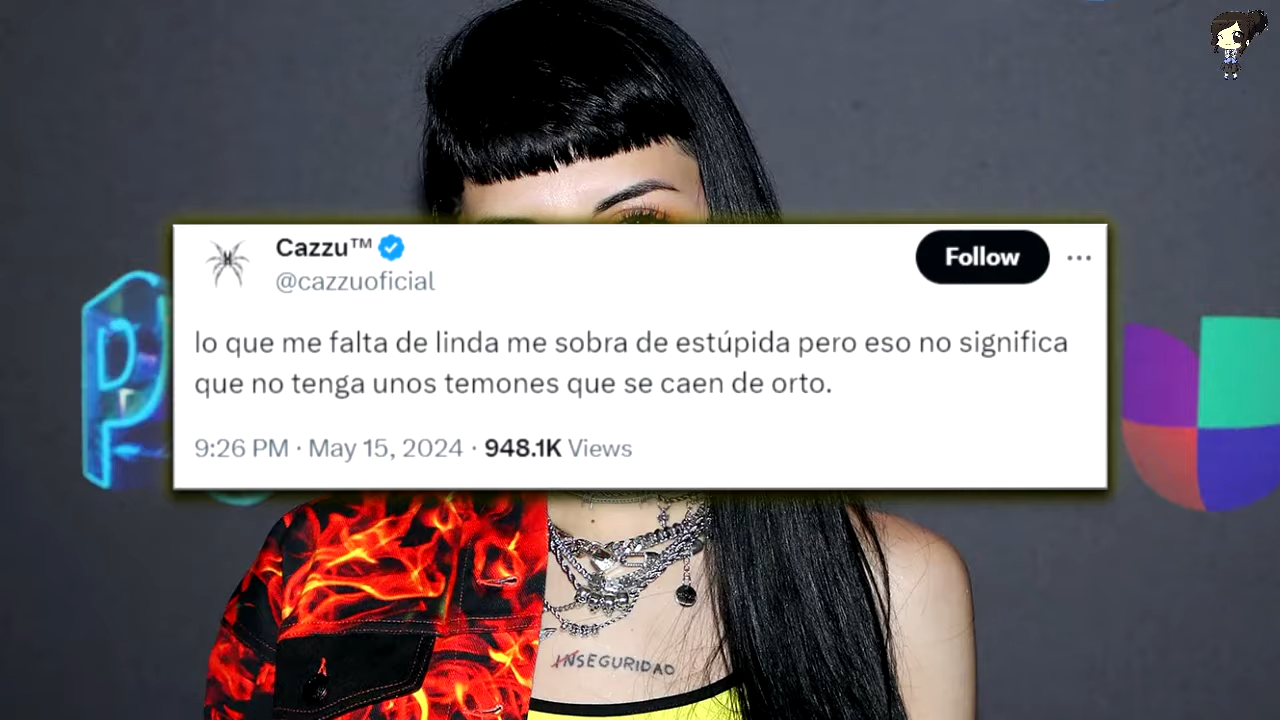 Cazzu™
@cazzuoficial
Follow
lo que me falta de linda me sobra de estúpida pero eso no significa
que no tenga unos temones que se caen de orto.
9:26 PM · May 15, 2024 · 948.1K Views
INSEGURIDAD